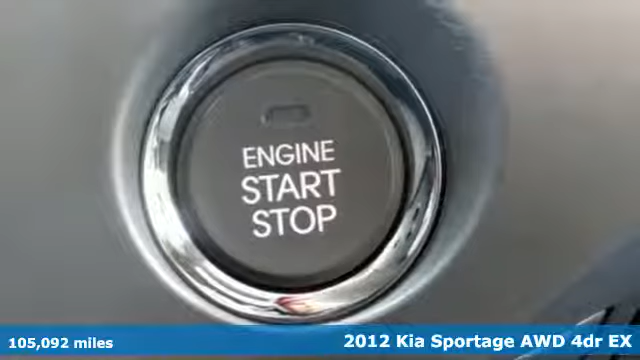 ENGINE
START
STOP
105,092 miles
2012 Kia Sportage AWD 4dr EX